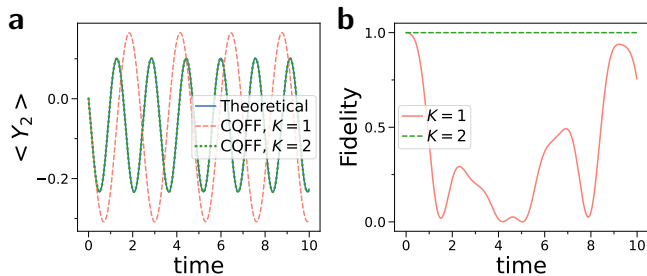 a
< Y2 >
0.0
−0.2
Theoretical
CQFF, K = 1
CQFF, K = 2
0 2 4 6 8 10
time
b
Fidelity
1.0
0.5
0.0
K = 1
K = 2
0 2 4 6 8 10
time